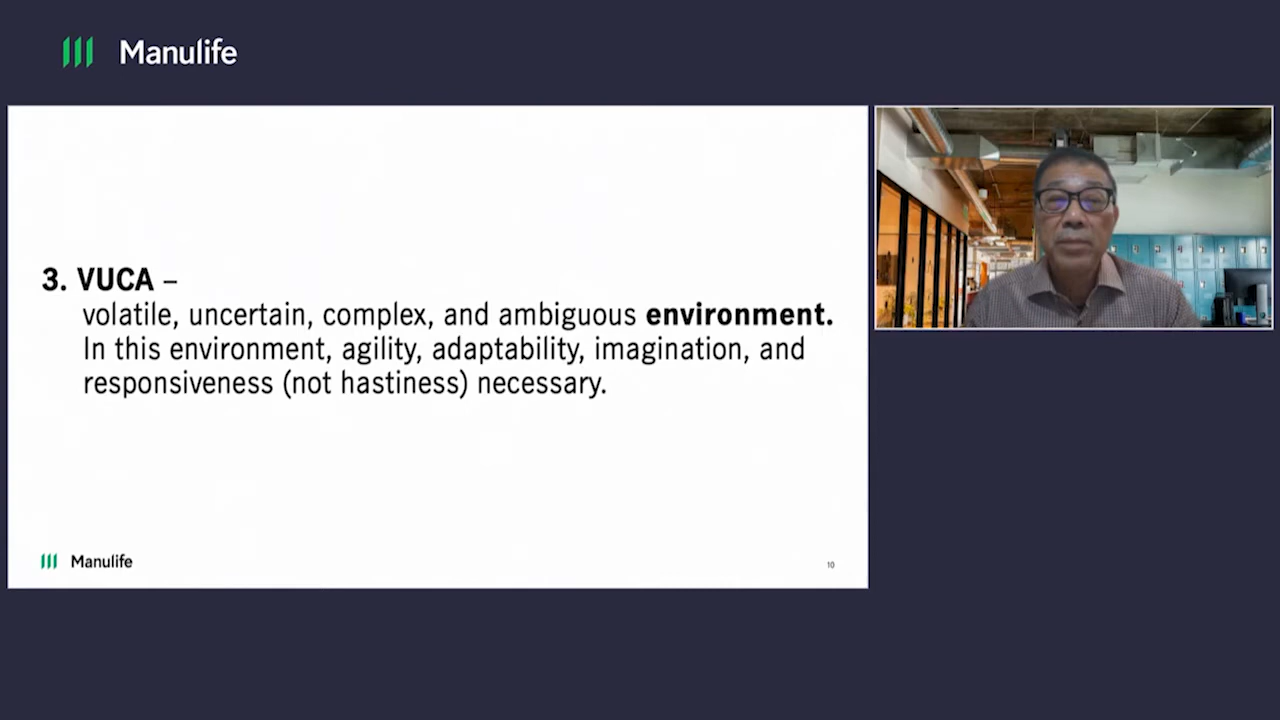 Manulife
3. VUCA –
volatile, uncertain, complex, and ambiguous environment.
In this environment, agility, adaptability, imagination, and
responsiveness (not hastiness) necessary.
Manulife
10